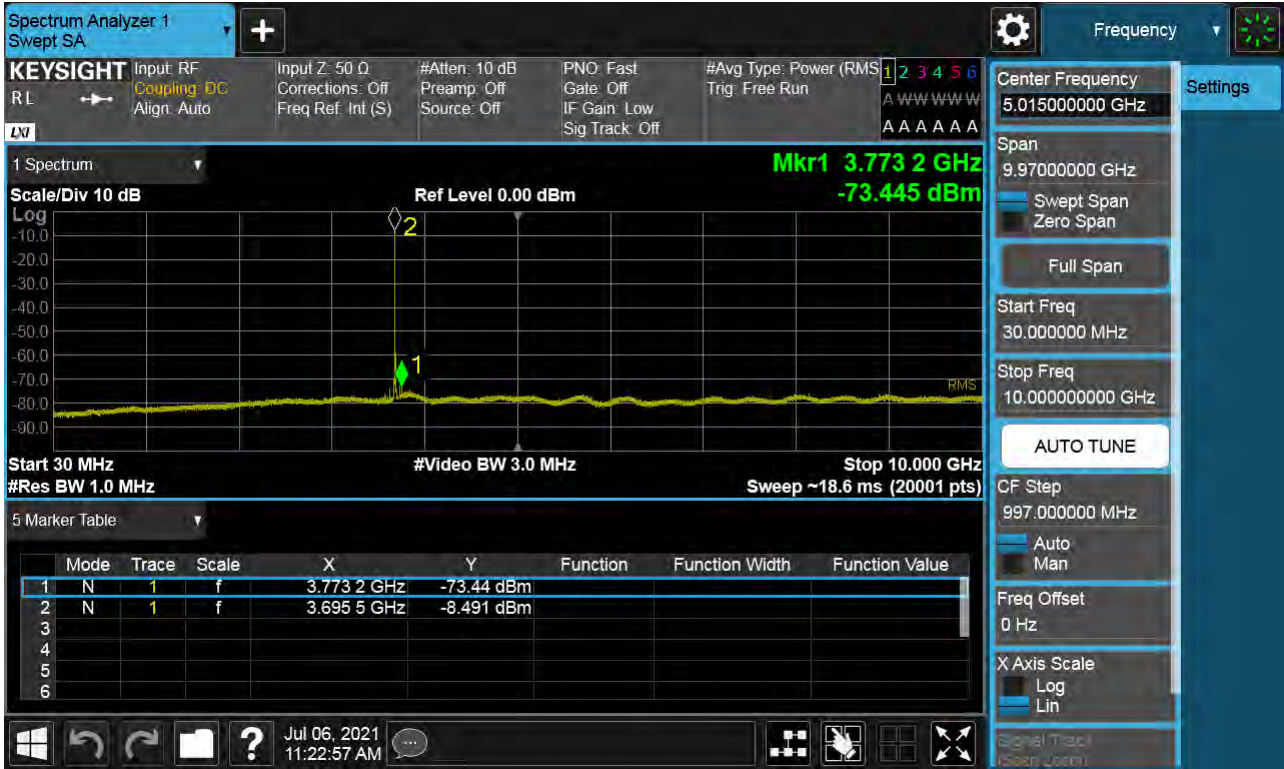 Spectrum Analyzer 1
Swept SA
Frequency
KEYSIGHT
R L
LXI
Input: RF
Coupling: DC
Align: Auto
Input Z: 50 Ω
Corrections: Off
Freq Ref: Int (S)
#Atten: 10 dB
Preamp: Off
Source: Off
PNO: Fast
Gate: Off
IF Gain: Low
Sig Track: Off
#Avg Type: Power (RMS
Trig: Free Run
1 2 3 4 5 6
A W W W W W
A A A A A A
1 Spectrum
Mkr1 3.773 2 GHz
-73.445 dBm
Scale/Div 10 dB
Ref Level 0.00 dBm
Log
-10.0
-20.0
-30.0
-40.0
-50.0
-60.0
-70.0
-80.0
-90.0
2
1
RMS
Start 30 MHz
#Video BW 3.0 MHz
Stop 10.000 GHz
#Res BW 1.0 MHz
Sweep ~18.6 ms (20001 pts)
5 Marker Table
Mode Trace Scale X Y Function Function Width Function Value
1 N 1 f 3.773 2 GHz -73.44 dBm
2 N 1 f 3.695 5 GHz -8.491 dBm
3
4
5
6
?
Jul 06, 2021
11:22:57 AM
Center Frequency
5.015000000 GHz
Settings
Span
9.97000000 GHz
Swept Span
Zero Span
Full Span
Start Freq
30.000000 MHz
Stop Freq
10.000000000 GHz
AUTO TUNE
CF Step
997.000000 MHz
Auto
Man
Freq Offset
0 Hz
X Axis Scale
Log
Lin
Signal Track
(Span Zoom)